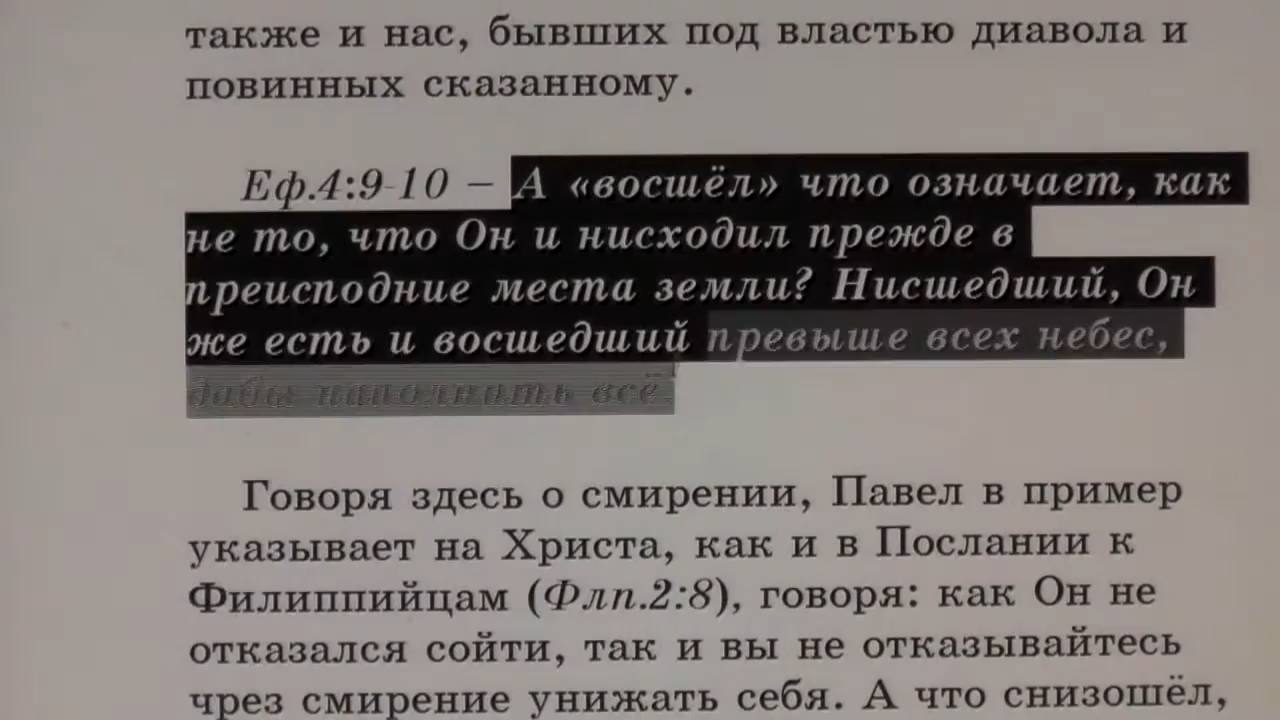 также и нас, бывших под властью диавола и
повинных сказанному.
Еф.4:9-10 – А «восшёл» что означает, как
не то, что Он и нисходил прежде в
преисподние места земли? Нисшедший, Он
же есть и восшедший превыше всех небес,
дабы наполнить всё.
Говоря здесь о смирении, Павел в пример
указывает на Христа, как и в Послании к
Филиппийцам (Флп.2:8), говоря: как Он не
отказался сойти, так и вы не отказывайтесь
чрез смирение унижать себя. А что снизошёл,